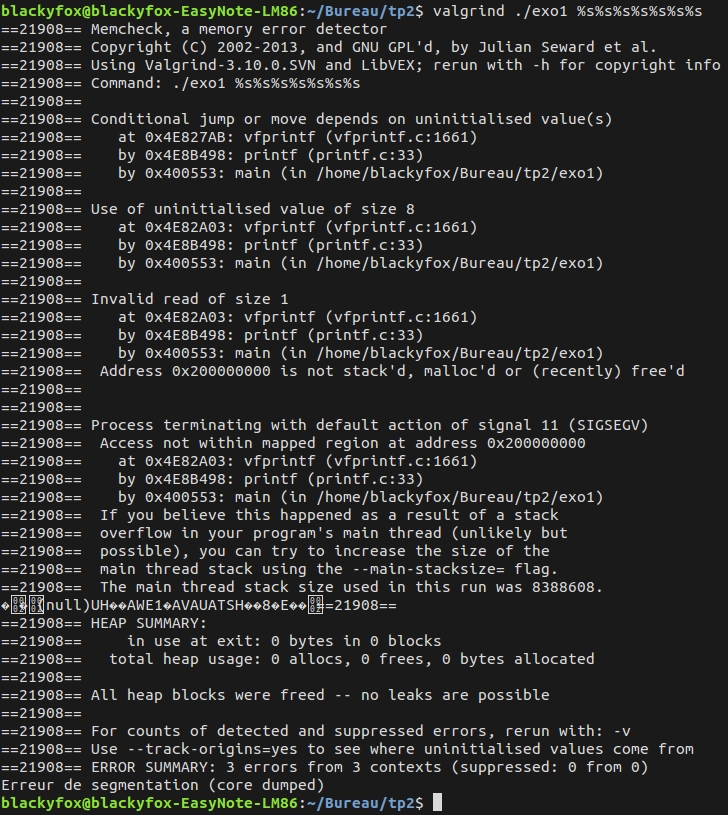 blackyfox@blackyfox-EasyNote-LM86:~/Bureau/tp2$ valgrind ./exo1 %s%s%s%s%s%s%s
==21908== Memcheck, a memory error detector
==21908== Copyright (C) 2002-2013, and GNU GPL'd, by Julian Seward et al.
==21908== Using Valgrind-3.10.0.SVN and LibVEX; rerun with -h for copyright info
==21908== Command: ./exo1 %s%s%s%s%s%s%s
==21908==
==21908== Conditional jump or move depends on uninitialised value(s)
==21908==    at 0x4E827AB: vfprintf (vfprintf.c:1661)
==21908==    by 0x4E8B498: printf (printf.c:33)
==21908==    by 0x400553: main (in /home/blackyfox/Bureau/tp2/exo1)
==21908==
==21908== Use of uninitialised value of size 8
==21908==    at 0x4E82A03: vfprintf (vfprintf.c:1661)
==21908==    by 0x4E8B498: printf (printf.c:33)
==21908==    by 0x400553: main (in /home/blackyfox/Bureau/tp2/exo1)
==21908==
==21908== Invalid read of size 1
==21908==    at 0x4E82A03: vfprintf (vfprintf.c:1661)
==21908==    by 0x4E8B498: printf (printf.c:33)
==21908==    by 0x400553: main (in /home/blackyfox/Bureau/tp2/exo1)
==21908==  Address 0x200000000 is not stack'd, malloc'd or (recently) free'd
==21908==
==21908==
==21908== Process terminating with default action of signal 11 (SIGSEGV)
==21908==  Access not within mapped region at address 0x200000000
==21908==    at 0x4E82A03: vfprintf (vfprintf.c:1661)
==21908==    by 0x4E8B498: printf (printf.c:33)
==21908==    by 0x400553: main (in /home/blackyfox/Bureau/tp2/exo1)
==21908==  If you believe this happened as a result of a stack
==21908==  overflow in your program's main thread (unlikely but
==21908==  possible), you can try to increase the size of the
==21908==  main thread stack using the --main-stacksize= flag.
==21908==  The main thread stack size used in this run was 8388608.
(null)UH��AWE1�AVAUATSH��8�E��==21908==
==21908== HEAP SUMMARY:
==21908==     in use at exit: 0 bytes in 0 blocks
==21908==   total heap usage: 0 allocs, 0 frees, 0 bytes allocated
==21908==
==21908== All heap blocks were freed -- no leaks are possible
==21908==
==21908== For counts of detected and suppressed errors, rerun with: -v
==21908== Use --track-origins=yes to see where uninitialised values come from
==21908== ERROR SUMMARY: 3 errors from 3 contexts (suppressed: 0 from 0)
Erreur de segmentation (core dumped)
blackyfox@blackyfox-EasyNote-LM86:~/Bureau/tp2$